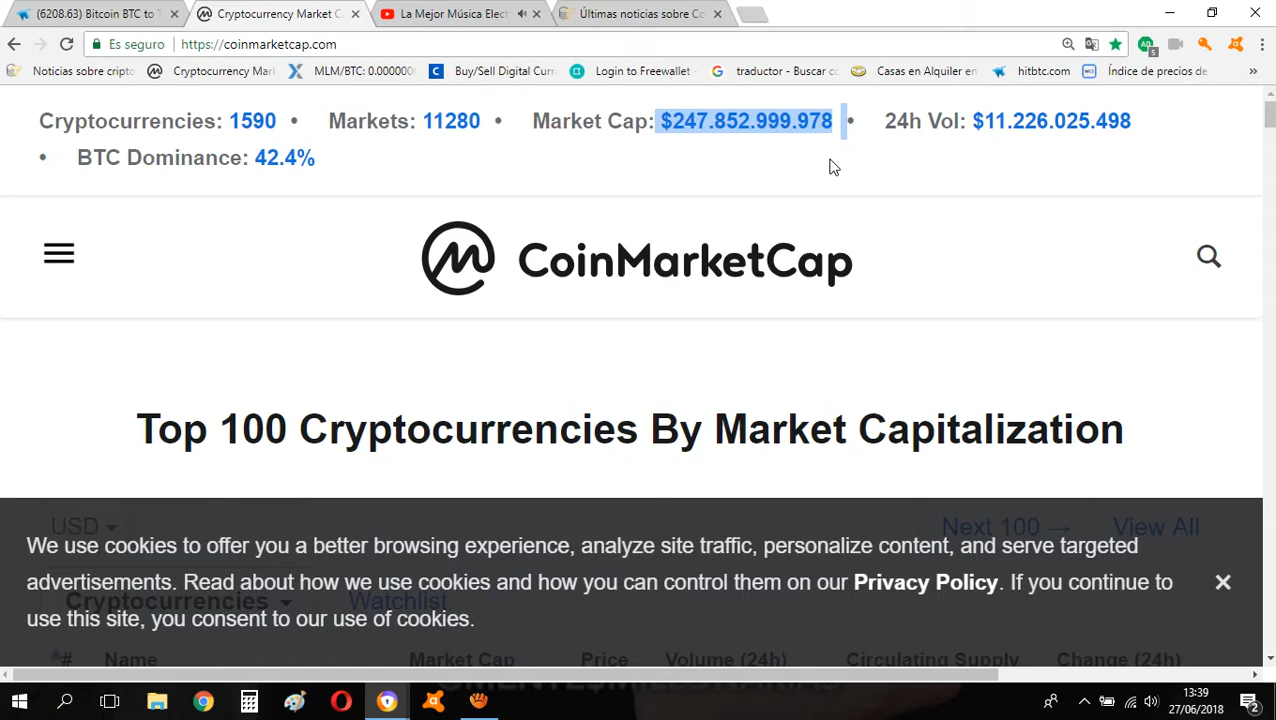 (6208.63) Bitcoin BTC to T
Cryptocurrency Market C
La Mejor Música Elect
Últimas noticias sobre Co
Es seguro
https://coinmarketcap.com
Noticias sobre cripto
Cryptocurrency Mar
MLM/BTC: 0.000000
Buy/Sell Digital Curr
Login to Freewallet -
traductor - Buscar co
Casas en Alquiler en
hitbtc.com
Índice de precios de
Cryptocurrencies: 1590 • Markets: 11280 • Market Cap: $247.852.999.978 • 24h Vol: $11.226.025.498
• BTC Dominance: 42.4%
CoinMarketCap
Top 100 Cryptocurrencies By Market Capitalization
USD
Next 100 → View All
We use cookies to offer you a better browsing experience, analyze site traffic, personalize content, and serve targeted
advertisements. Read about how we use cookies and how you can control them on our Privacy Policy. If you continue to
use this site, you consent to our use of cookies.
Cryptocurrencies Watchlist
# Name Market Cap Price Volume (24h) Circulating Supply Change (24h)
13:39
27/06/2018